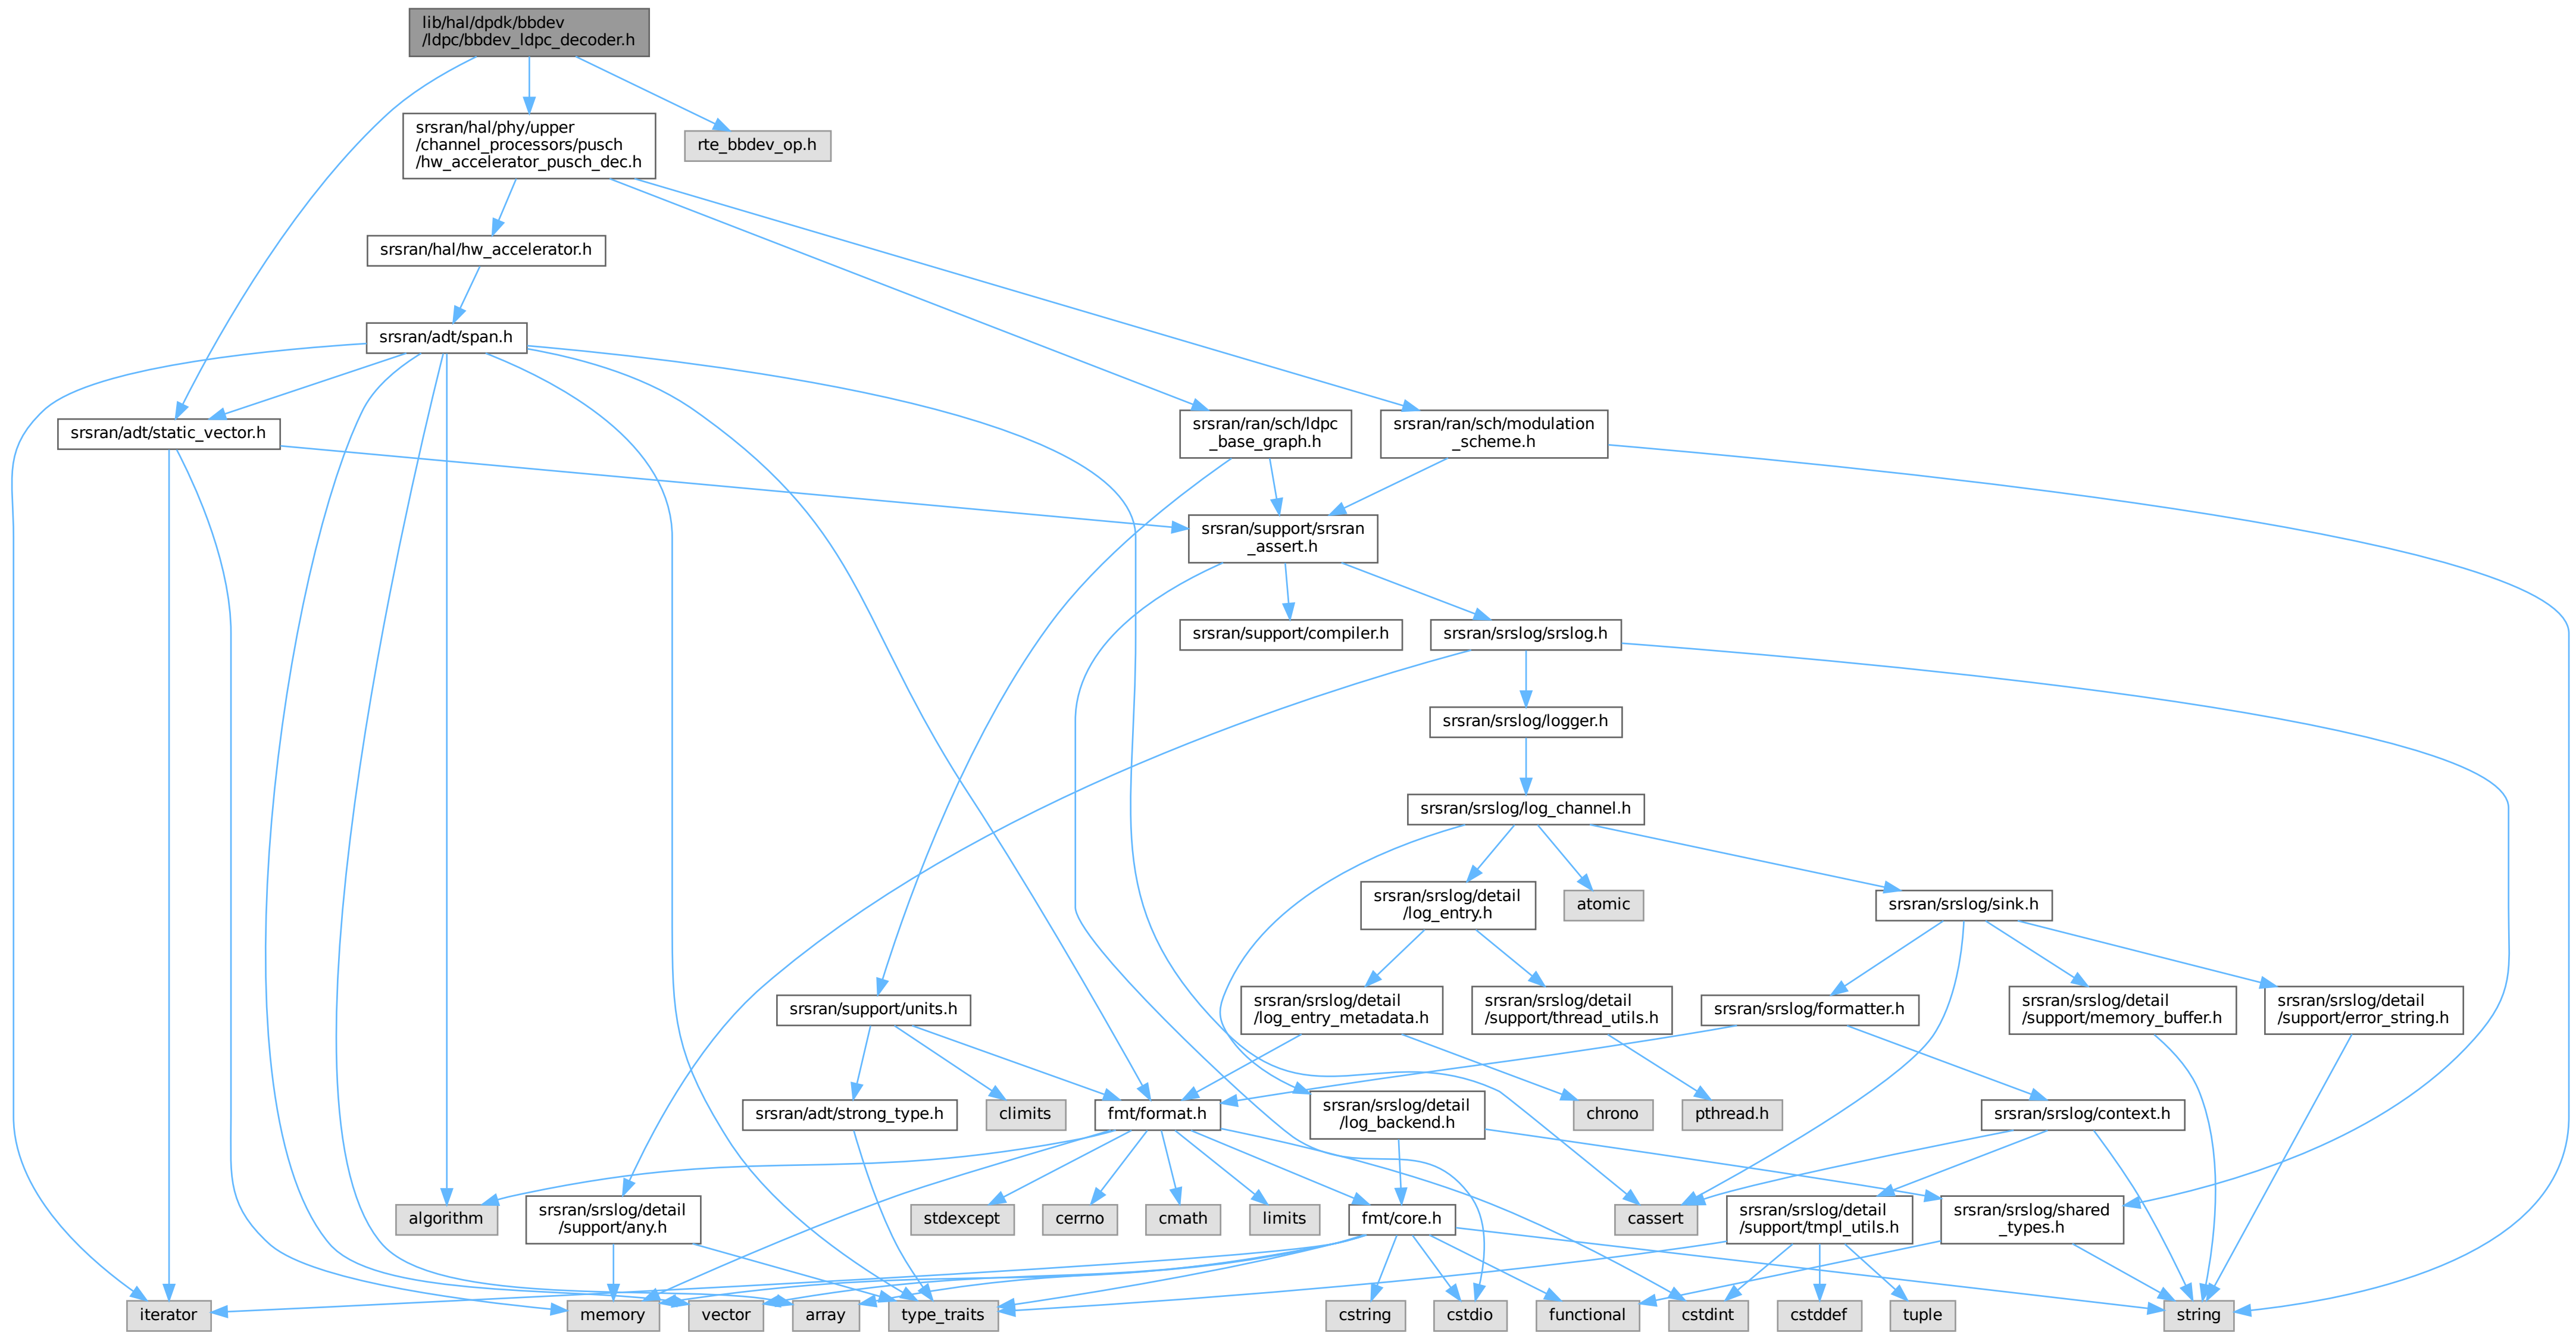 lib/hal/dpdk/bbdev
/ldpc/bbdev_ldpc_decoder.h
srsran/hal/phy/upper
/channel_processors/pusch
/hw_accelerator_pusch_dec.h
rte_bbdev_op.h
srsran/hal/hw_accelerator.h
srsran/adt/span.h
srsran/adt/static_vector.h
srsran/ran/sch/ldpc
_base_graph.h
srsran/ran/sch/modulation
_scheme.h
srsran/support/srsran
_assert.h
srsran/support/compiler.h
srsran/srslog/srslog.h
srsran/srslog/logger.h
srsran/srslog/log_channel.h
srsran/srslog/detail
/log_entry.h
atomic
srsran/srslog/sink.h
srsran/support/units.h
srsran/srslog/detail
/log_entry_metadata.h
srsran/srslog/detail
/support/thread_utils.h
srsran/srslog/formatter.h
srsran/srslog/detail
/support/memory_buffer.h
srsran/srslog/detail
/support/error_string.h
srsran/adt/strong_type.h
climits
fmt/format.h
srsran/srslog/detail
/log_backend.h
chrono
pthread.h
srsran/srslog/context.h
algorithm
srsran/srslog/detail
/support/any.h
stdexcept
cerrno
cmath
limits
fmt/core.h
cassert
srsran/srslog/detail
/support/tmpl_utils.h
srsran/srslog/shared
_types.h
iterator
memory
vector
array
type_traits
cstring
cstdio
functional
cstdint
cstddef
tuple
string